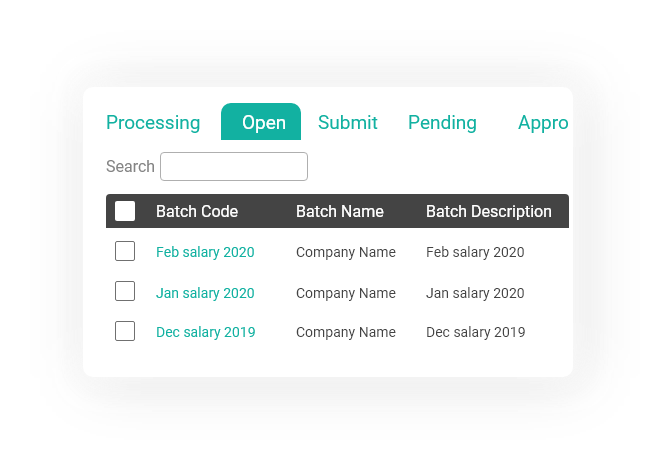 Processing Open Submit Pending Appro
Search
Batch Code Batch Name Batch Description
Feb salary 2020 Company Name Feb salary 2020
Jan salary 2020 Company Name Jan salary 2020
Dec salary 2019 Company Name Dec salary 2019